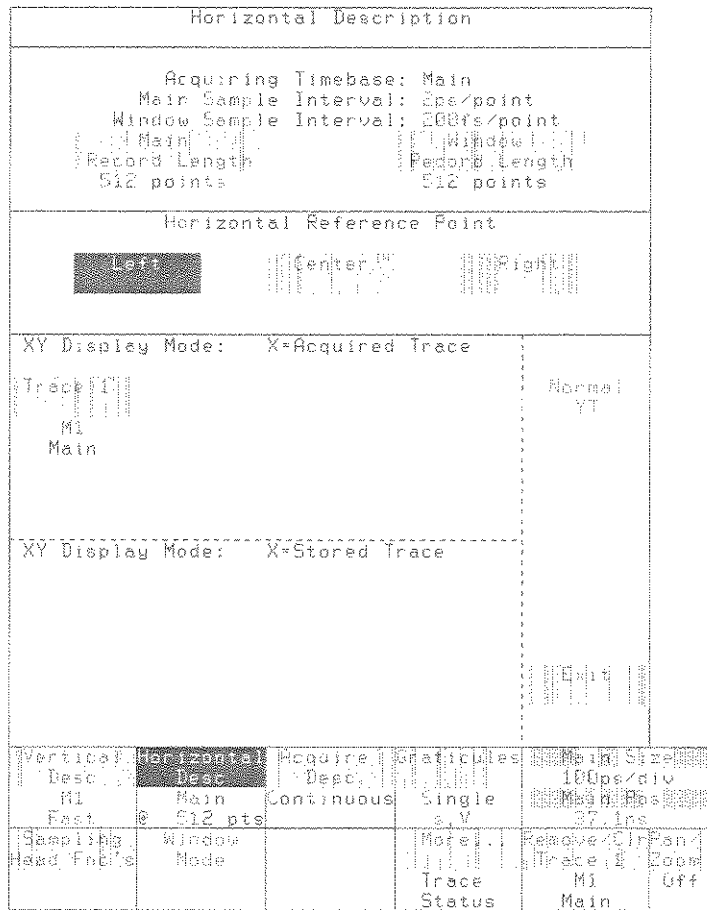 Horizontal Description
Acquiring Timebase: Main
Main Sample Interval: 2ps/point
Window Sample Interval: 200fs/point
Main Window
Record Length Record Length
512 points 512 points
Horizontal Reference Point
Left Center Right
XY Display Mode: X=Acquired Trace
Trace 1 Normal
YT
M1
Main
XY Display Mode: X=Stored Trace
Exit
Vertical Horizontal Acquire Graticules Main Size
Desc Desc Desc 100ps/div
M1 Main Continuous Single Main Pos
Fast @ 512 pts s,V 37.1ns
Sampling Window More.. Remove/Clr Pan/
Head Fnc's Mode Trace Zoom
Trace M1 Off
Status Main